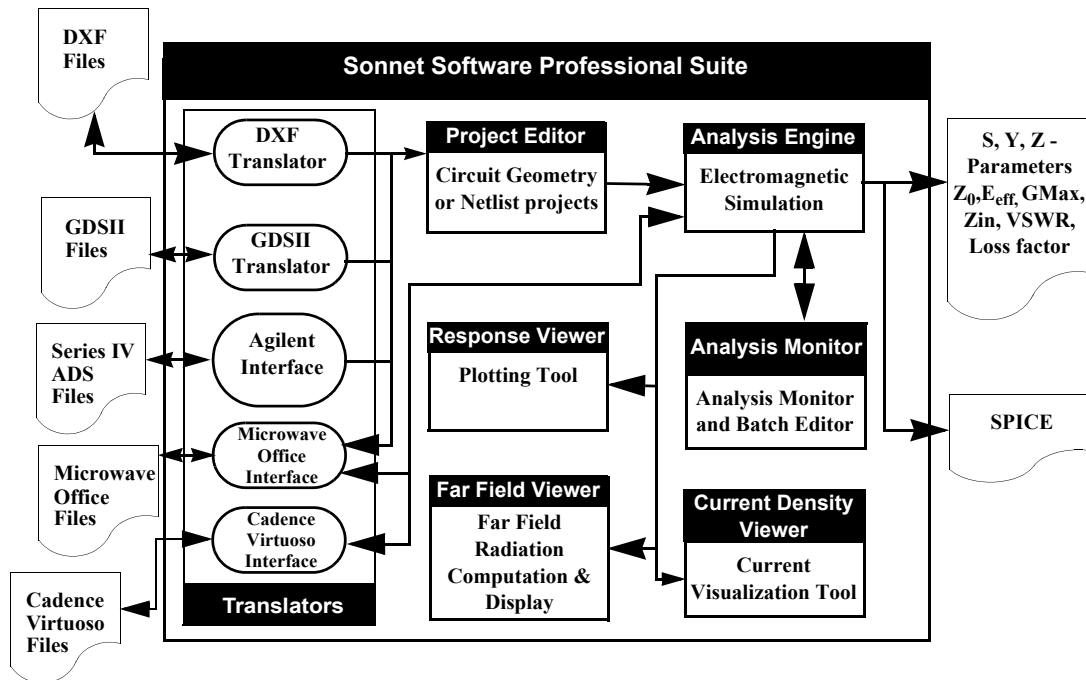 DXF
Files
GDSII
Files
Series IV
ADS
Files
Microwave
Office
Files
Cadence
Virtuoso
Files
Sonnet Software Professional Suite
DXF
Translator
GDSII
Translator
Agilent
Interface
Microwave
Office
Interface
Cadence
Virtuoso
Interface
Translators
Project Editor
Circuit Geometry
or Netlist projects
Response Viewer
Plotting Tool
Far Field Viewer
Far Field
Radiation
Computation &
Display
Analysis Engine
Electromagnetic
Simulation
Analysis Monitor
Analysis Monitor
and Batch Editor
Current Density
Viewer
Current
Visualization Tool
S, Y, Z -
Parameters
Z0,Eeff, GMax,
Zin, VSWR,
Loss factor
SPICE